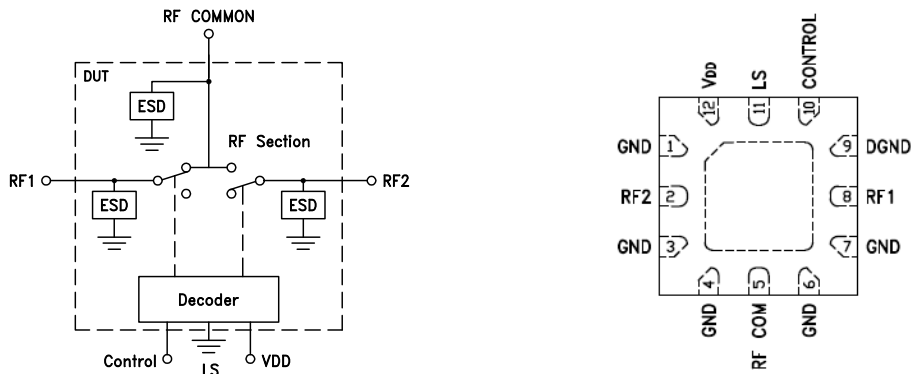 RF COMMON
DUT
ESD
RF Section
RF1
RF2
ESD
ESD
Decoder
Control
LS
VDD
VDD
LS
CONTROL
12
11
10
GND
1
9
DGND
RF2
2
8
RF1
GND
3
7
GND
4
5
6
GND
RF COM
GND